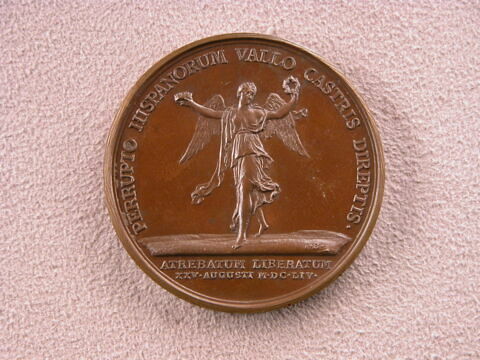 PERRUPTO HISPANORUM VALLO CASTRIS DIREPTIS.
ATREBATUM LIBERATUM
XXV·AUGUSTI M·DC·LIV·